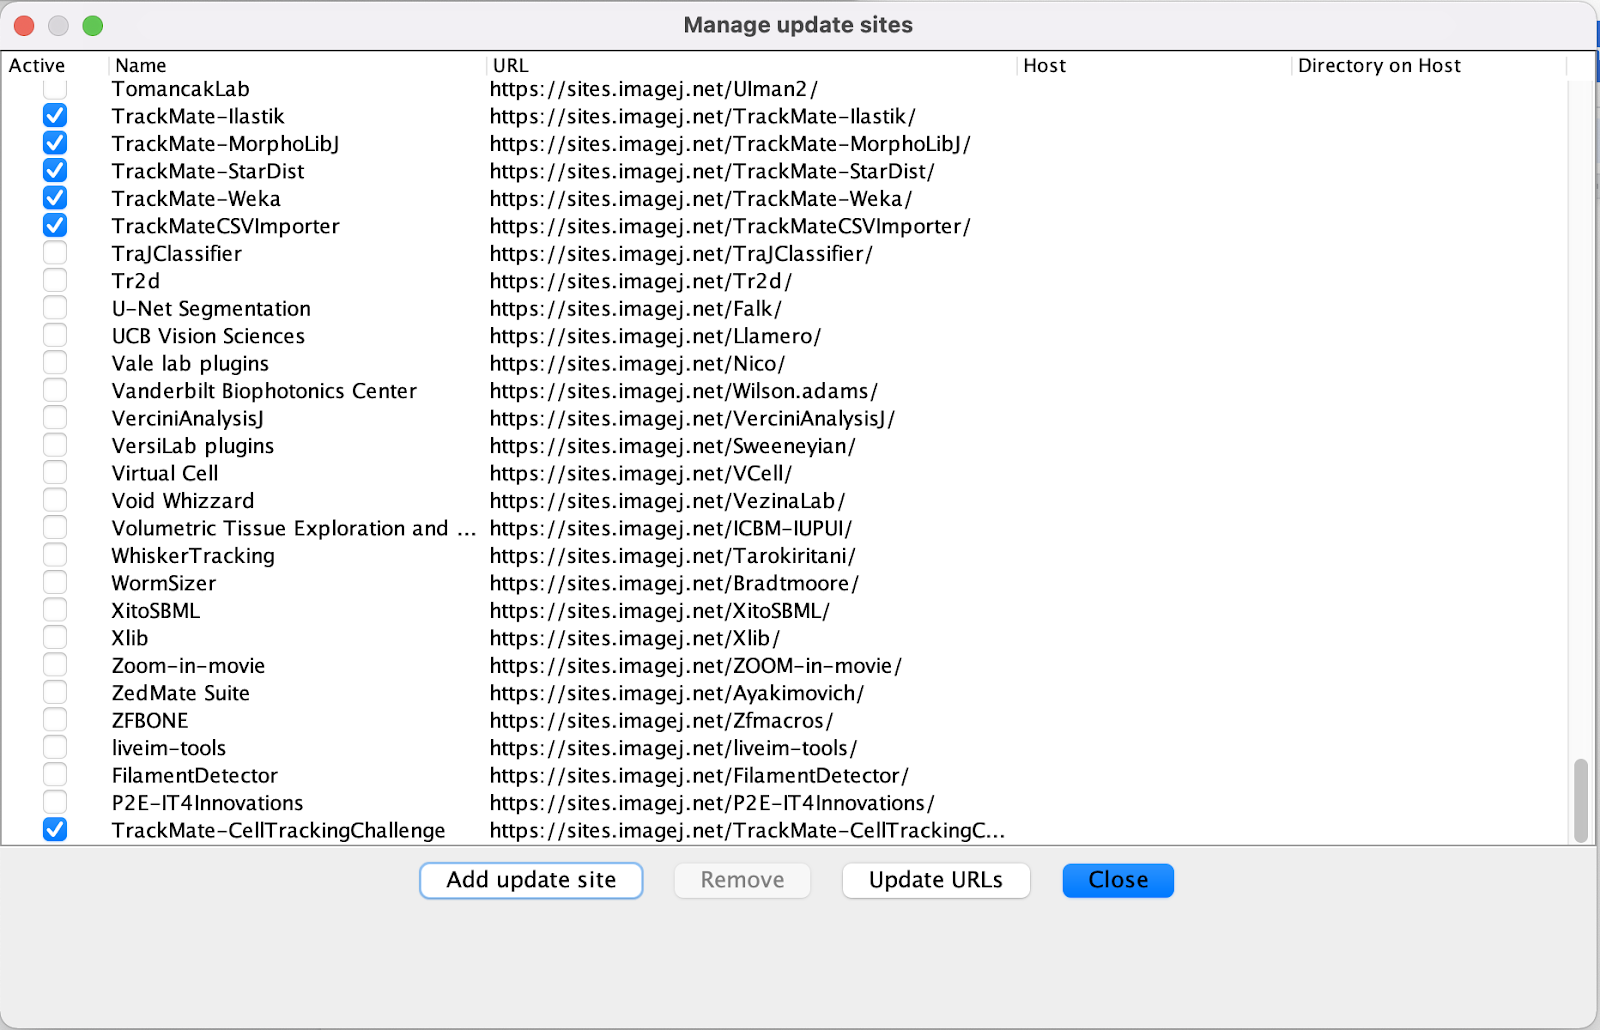 Manage update sites
Active Name URL Host Directory on Host
TomancakLab https://sites.imagej.net/Ulman2/
TrackMate-Ilastik https://sites.imagej.net/TrackMate-Ilastik/
TrackMate-MorphoLibJ https://sites.imagej.net/TrackMate-MorphoLibJ/
TrackMate-StarDist https://sites.imagej.net/TrackMate-StarDist/
TrackMate-Weka https://sites.imagej.net/TrackMate-Weka/
TrackMateCSVImporter https://sites.imagej.net/TrackMateCSVImporter/
TraJClassifier https://sites.imagej.net/TraJClassifier/
Tr2d https://sites.imagej.net/Tr2d/
U-Net Segmentation https://sites.imagej.net/Falk/
UCB Vision Sciences https://sites.imagej.net/Llamero/
Vale lab plugins https://sites.imagej.net/Nico/
Vanderbilt Biophotonics Center https://sites.imagej.net/Wilson.adams/
VerciniAnalysisJ https://sites.imagej.net/VerciniAnalysisJ/
VersiLab plugins https://sites.imagej.net/Sweeneyian/
Virtual Cell https://sites.imagej.net/VCell/
Void Whizzard https://sites.imagej.net/VezinaLab/
Volumetric Tissue Exploration and ... https://sites.imagej.net/ICBM-IUPUI/
WhiskerTracking https://sites.imagej.net/Tarokiritani/
WormSizer https://sites.imagej.net/Bradtmoore/
XitoSBML https://sites.imagej.net/XitoSBML/
Xlib https://sites.imagej.net/Xlib/
Zoom-in-movie https://sites.imagej.net/ZOOM-in-movie/
ZedMate Suite https://sites.imagej.net/Ayakimovich/
ZFBONE https://sites.imagej.net/Zfmacros/
liveim-tools https://sites.imagej.net/liveim-tools/
FilamentDetector https://sites.imagej.net/FilamentDetector/
P2E-IT4Innovations https://sites.imagej.net/P2E-IT4Innovations/
TrackMate-CellTrackingChallenge https://sites.imagej.net/TrackMate-CellTrackingC...
Add update site Remove Update URLs Close